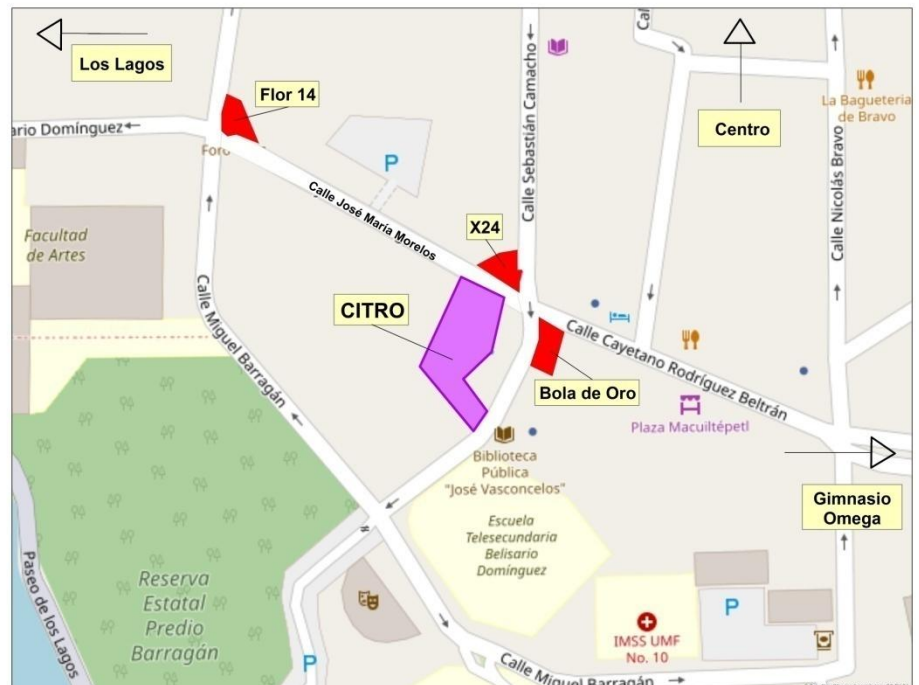 Los Lagos
Flor 14
ario Domínguez
Foro
P
Calle José María Morelos
Calle Sebastián Camacho
Cal
Centro
La Bagueteria
de Bravo
Calle Nicolás Bravo
X24
Facultad
de Artes
CITRO
Calle Miguel Barragán
Calle Cayetano Rodríguez Beltrán
Bola de Oro
Plaza Macuiltépetl
Biblioteca
Pública
"José Vasconcelos"
Gimnasio
Omega
Escuela
Telesecundaria
Belisario
Domínguez
Paseo de los Lagos
Reserva
Estatal
Predio
Barragán
P
P
IMSS UMF
No. 10
Calle Miguel Barragán